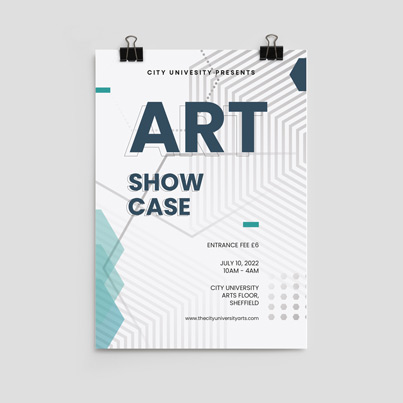 CITY UNIVESITY PRESENTS
ART
SHOW
CASE
ENTRANCE FEE £6
JULY 10, 2022
10AM - 4AM
CITY UNIVERSITY
ARTS FLOOR,
SHEFFIELD
www.thecityuniversityarts.com